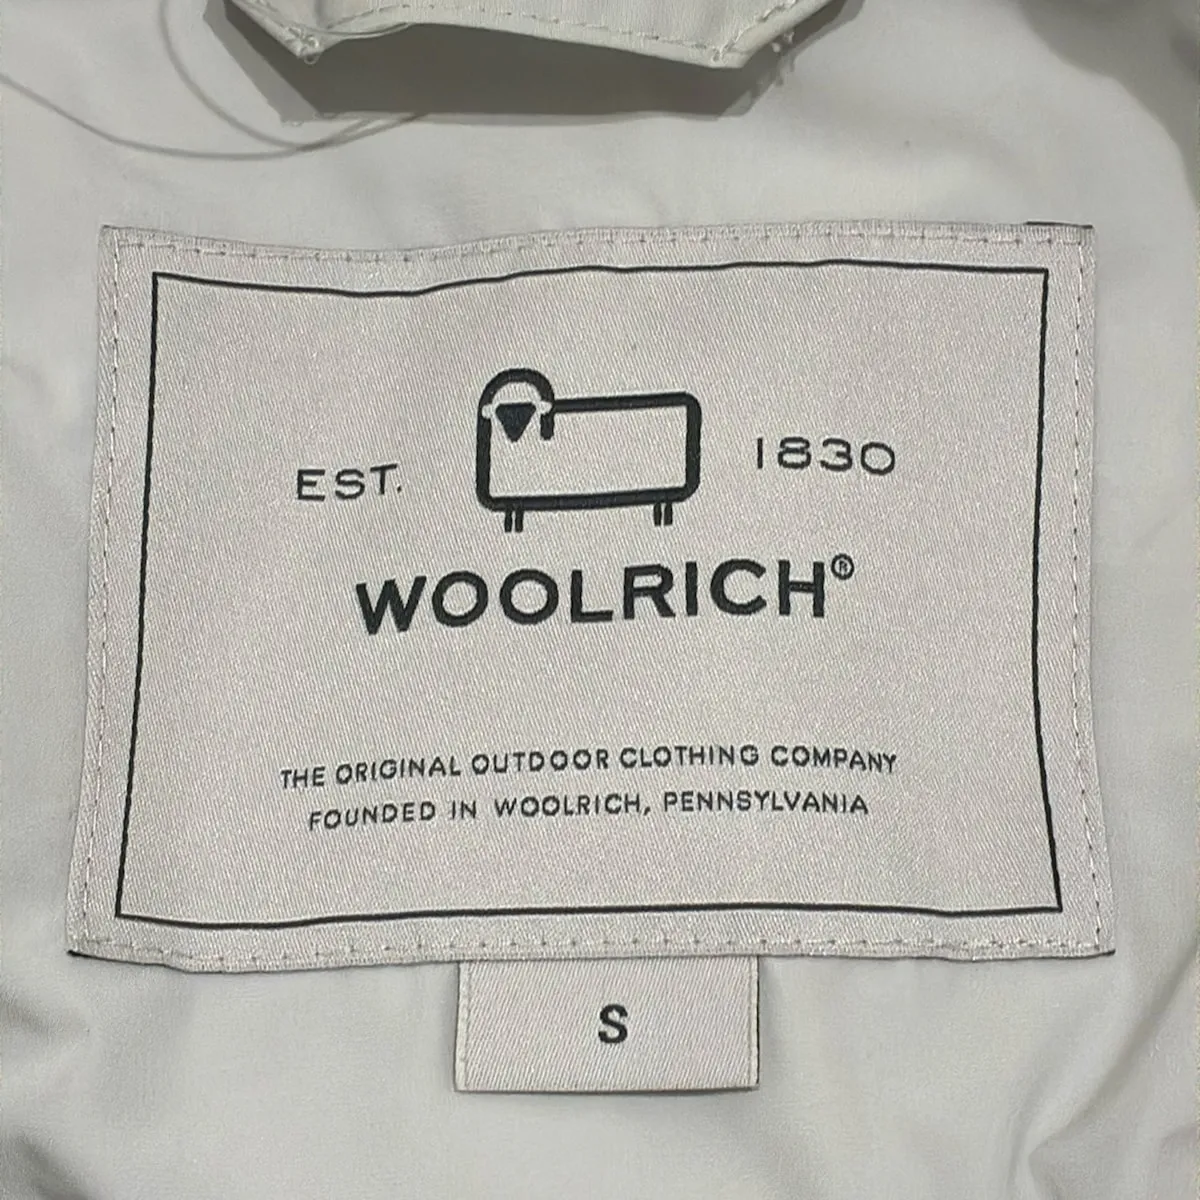 EST. 1830
WOOLRICH®
THE ORIGINAL OUTDOOR CLOTHING COMPANY
FOUNDED IN WOOLRICH, PENNSYLVANIA
S